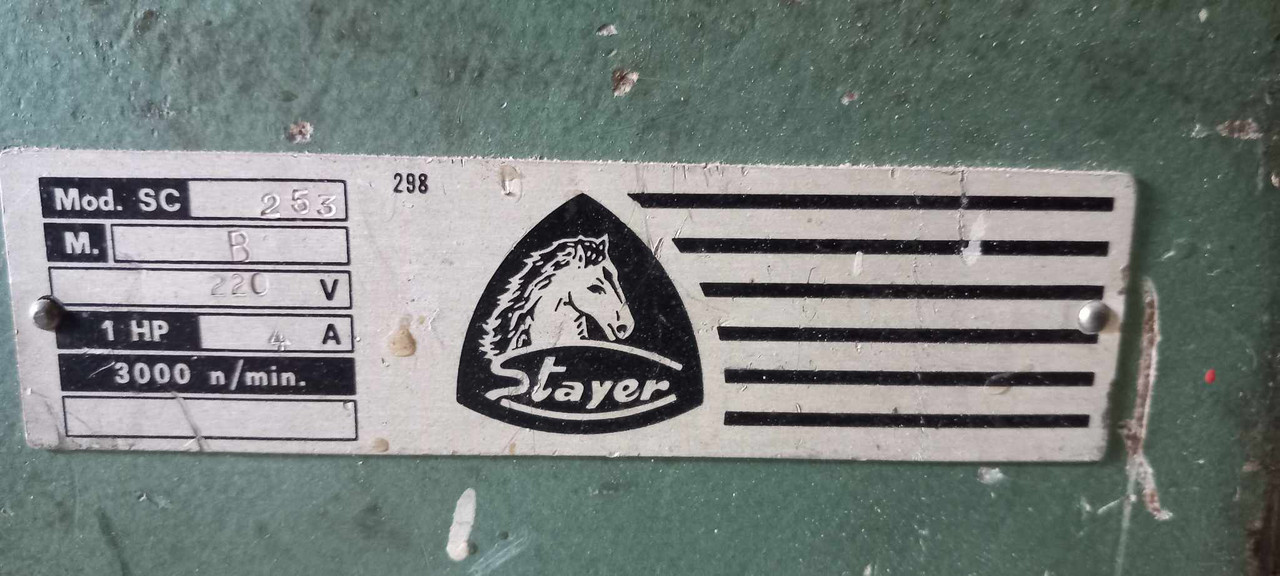 Mod. SC 253
M. B
220 V
1 HP 4 A
3000 n/min.
298
Stayer